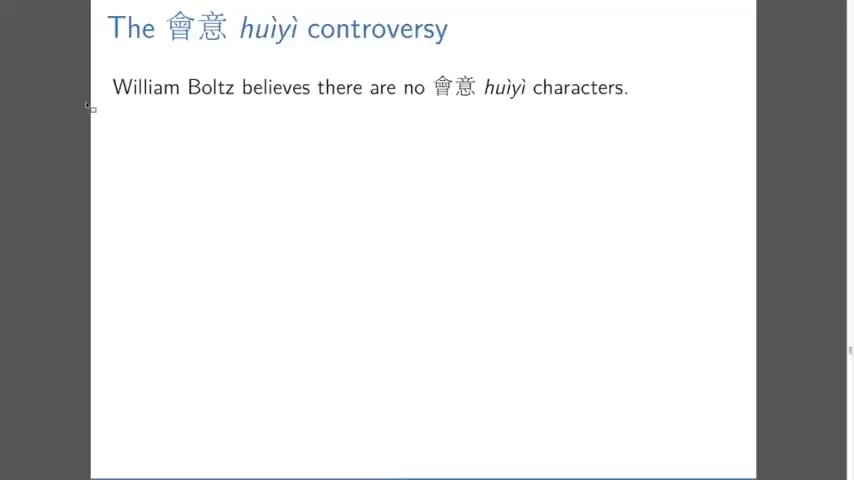 The 會意 huìyì controversy
William Boltz believes there are no 會意 huìyì characters.